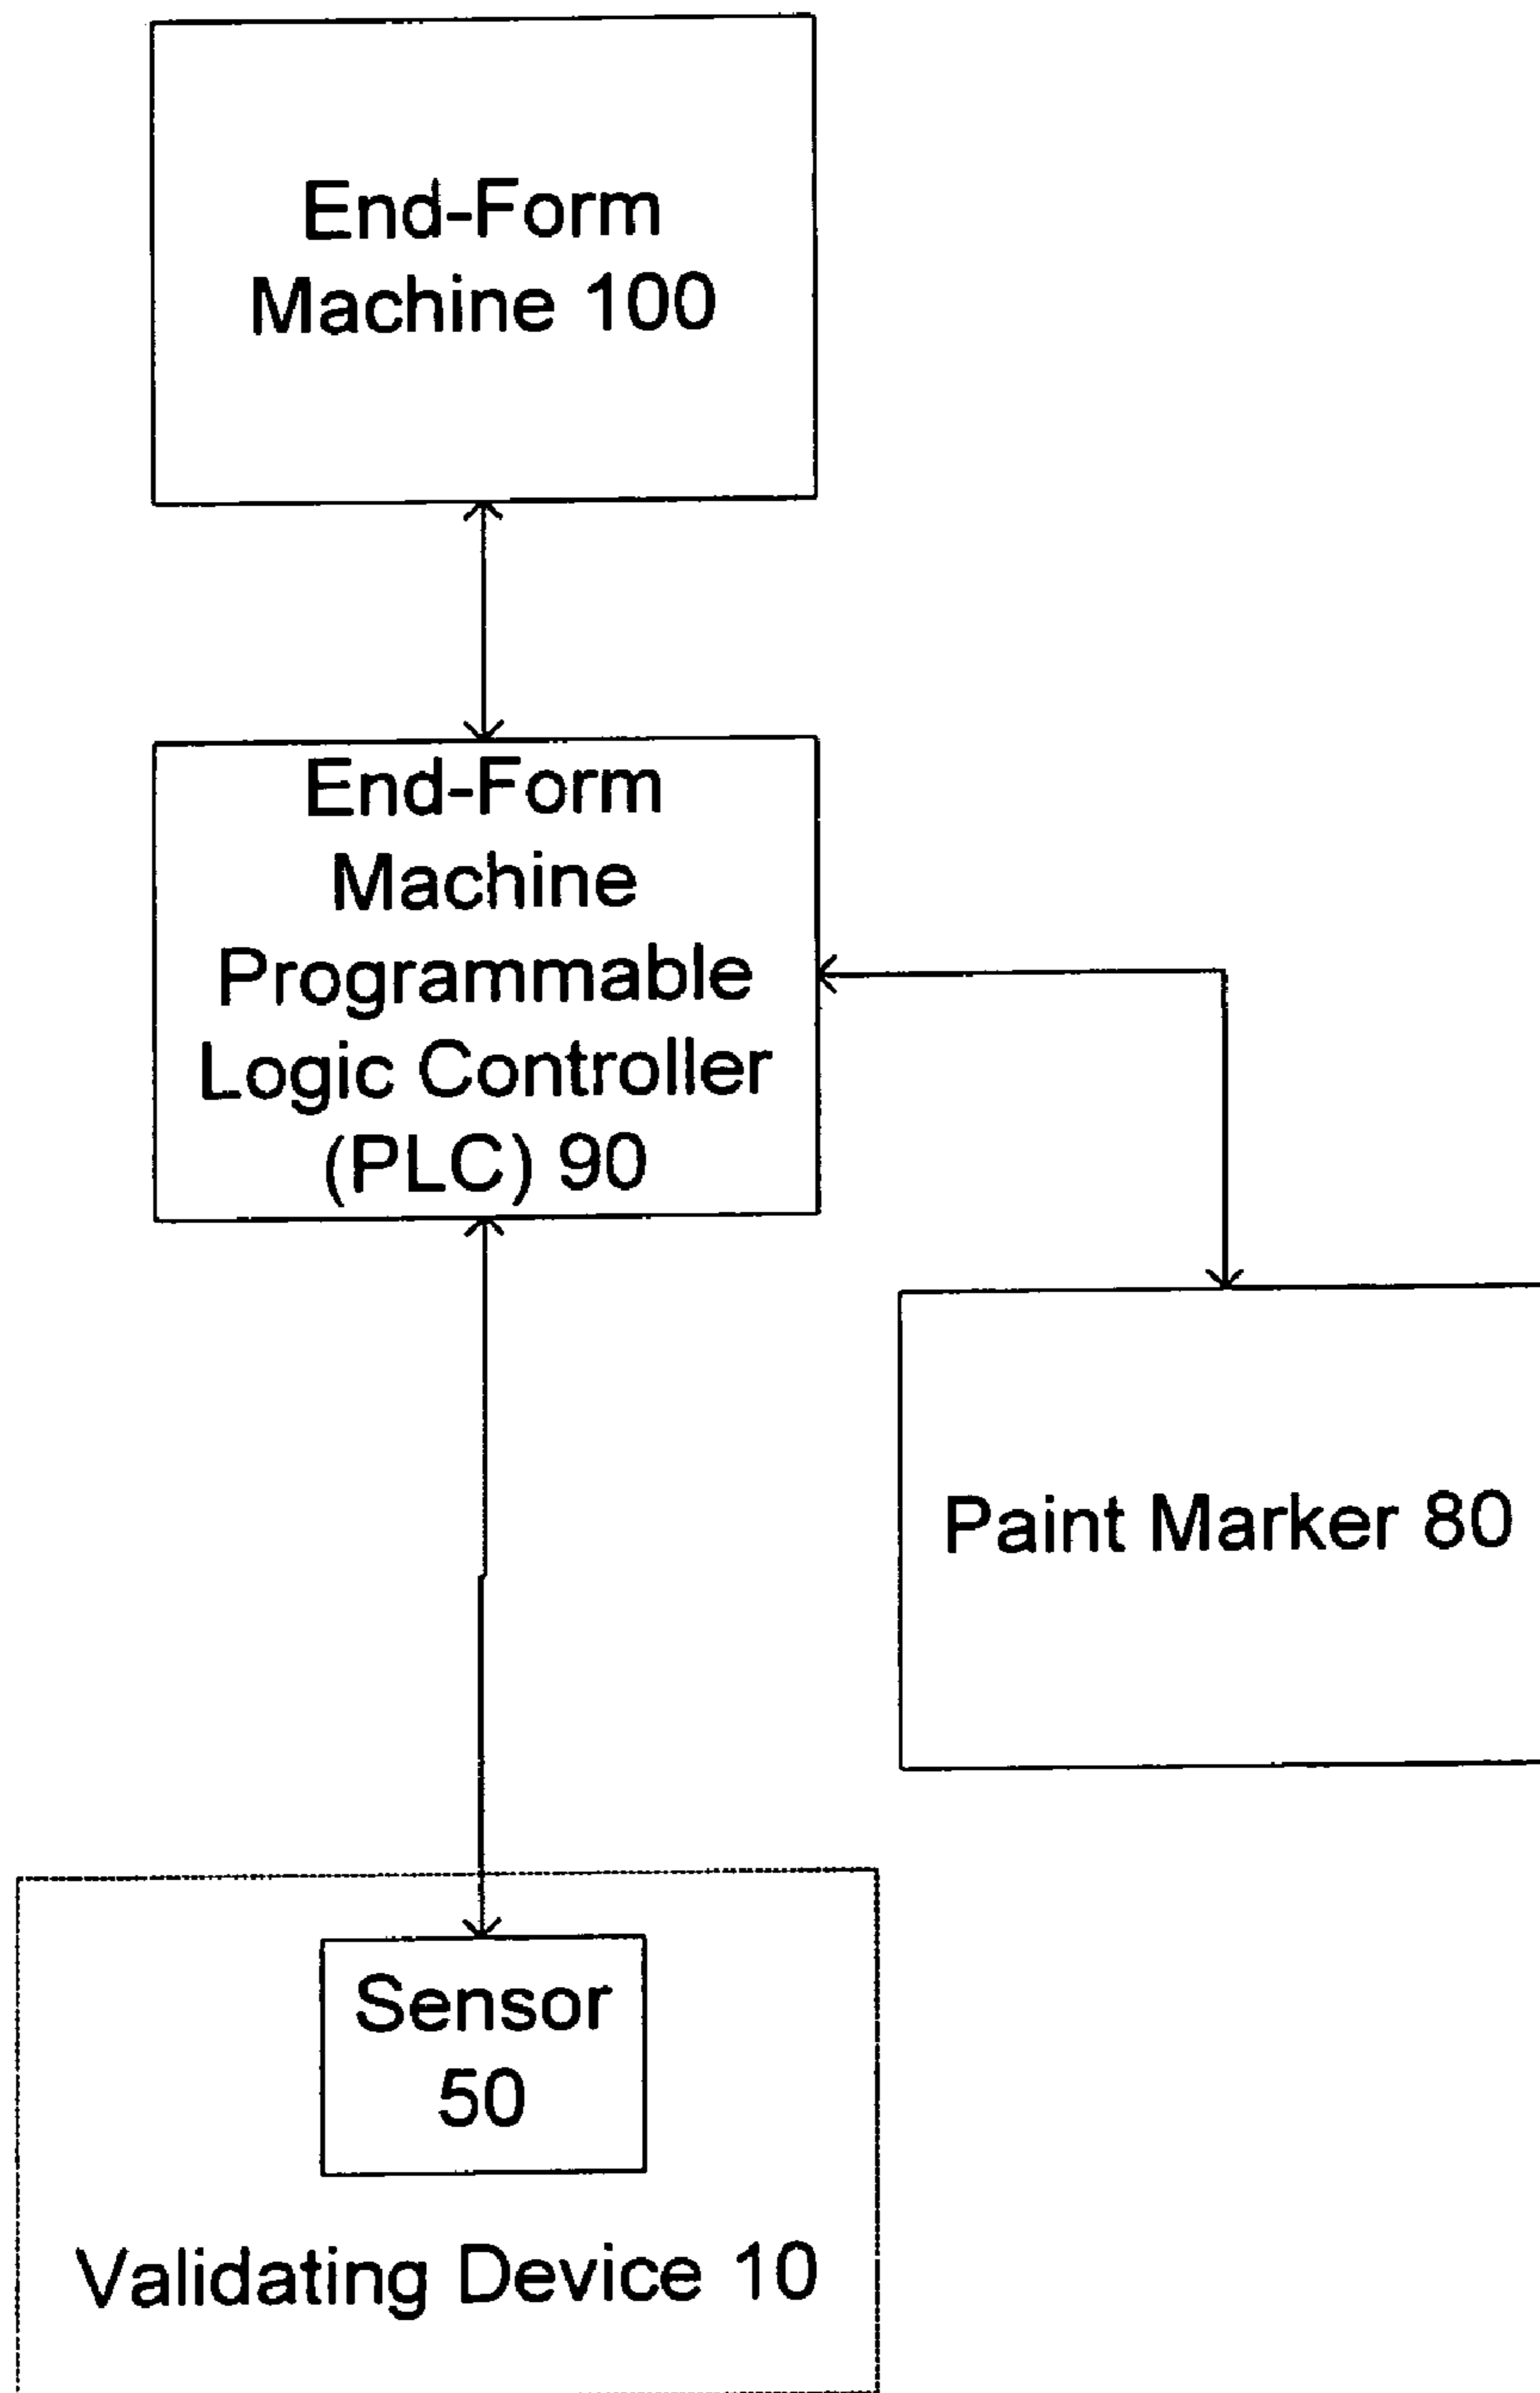 End-Form
Machine 100
End-Form
Machine
Programmable
Logic Controller
(PLC) 90
Paint Marker 80
Sensor
50
Validating Device 10